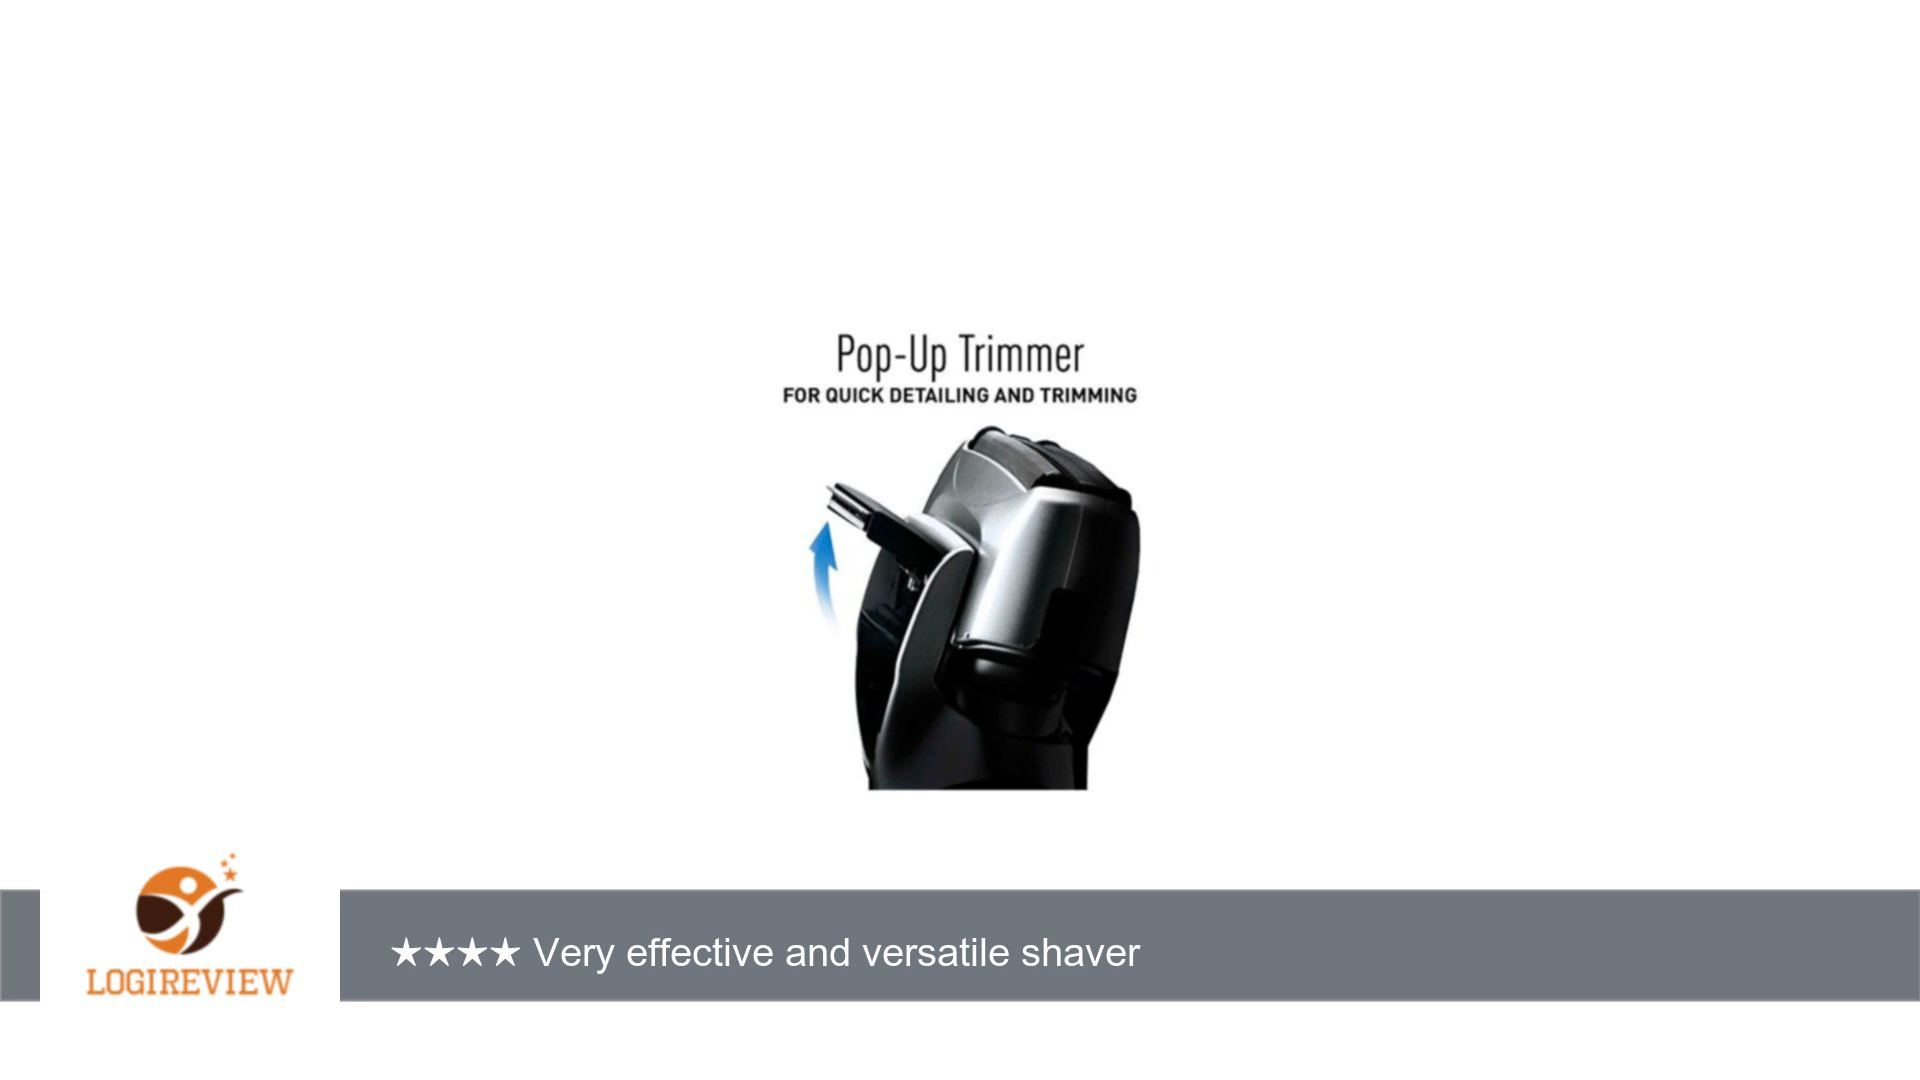 Pop-Up Trimmer
FOR QUICK DETAILING AND TRIMMING
★★★★ Very effective and versatile shaver
LOGIREVIEW